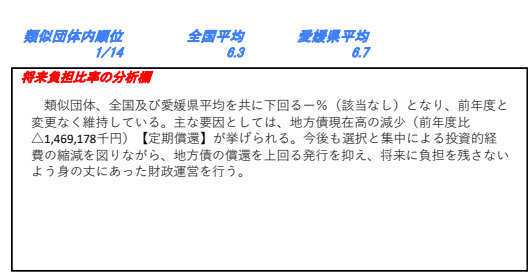 類似団体内順位 全国平均 愛媛県平均
1/14 6.3 6.7
将来負担比率の分析欄
類似団体、全国及び愛媛県平均を共に下回るー％（該当なし）となり、前年度と
変更なく維持している。主な要因としては、地方債現在高の減少（前年度比
△1,469,178千円）【定期償還】が挙げられる。今後も選択と集中による投資的経
費の縮減を図りながら、地方債の償還を上回る発行を抑え、将来に負担を残さない
よう身の丈にあった財政運営を行う。